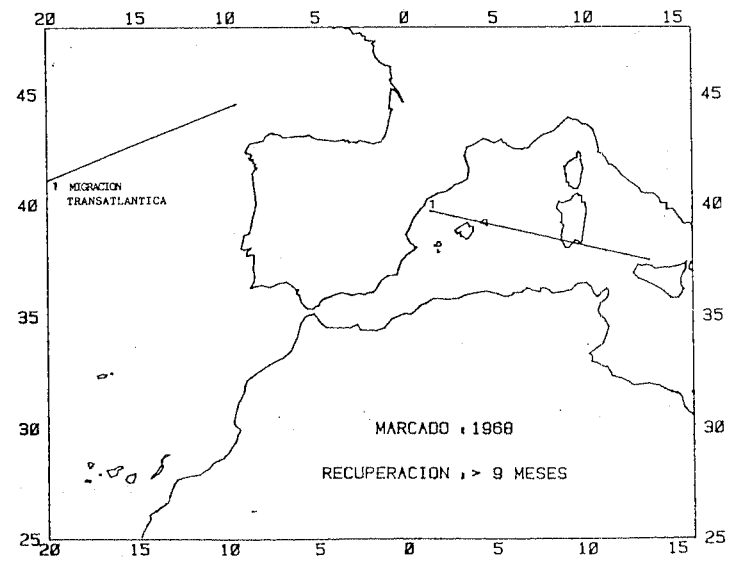 20 15 10 5 0 5 10 15
45 45
1 MIGRACION
TRANSATLANTICA
40 1 40
35 35
MARCADO : 1968
30 30
RECUPERACION : > 9 MESES
25 25
20 15 10 5 0 5 10 15